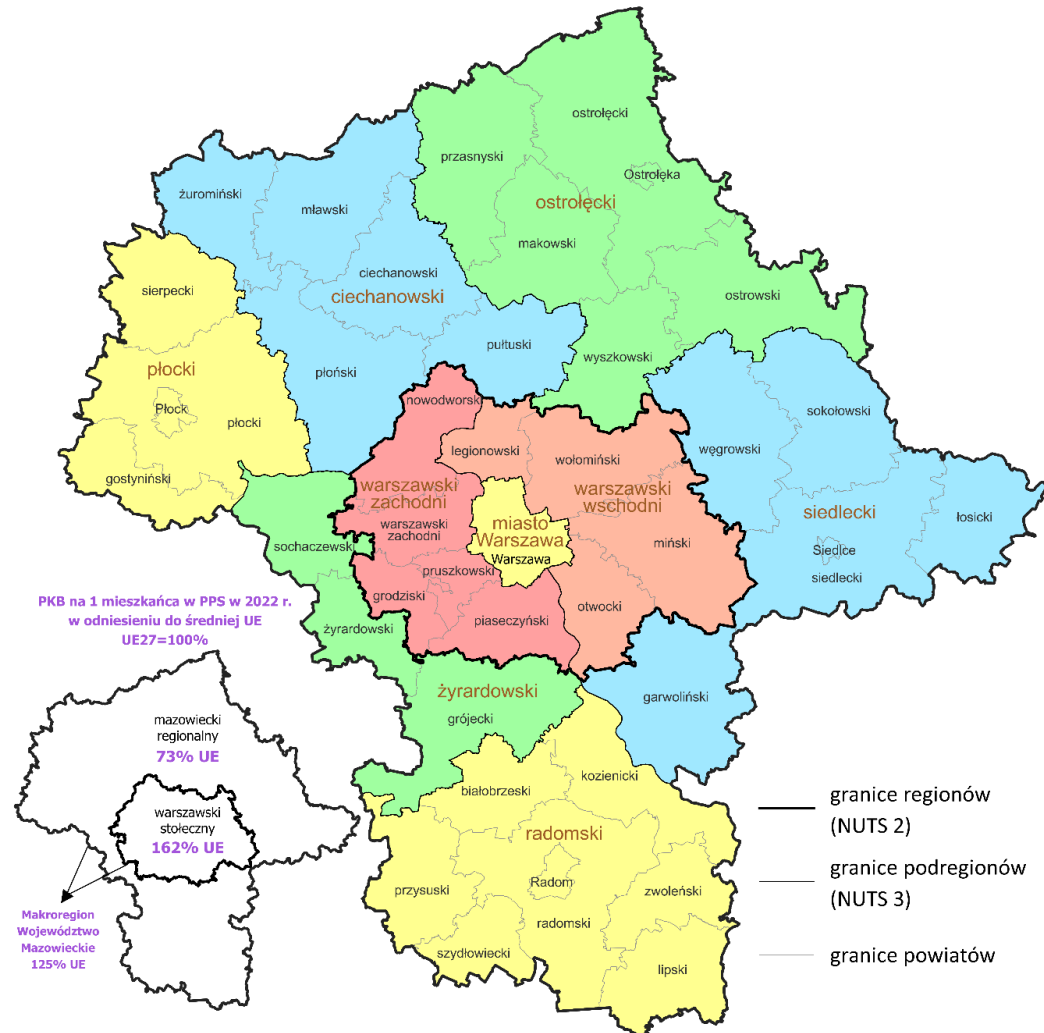 ostrołęcki
przasnyski
Ostrołęka
żuromiński
mławski
ostrołęcki
makowski
ciechanowski
sierpecki
ciechanowski
ostrowski
pułtuski
wyszkowski
płocki
płoński
nowodworski
Płock
sokołowski
płocki
legionowski
wołomiński
węgrowski
gostyniński
warszawski
zachodni
warszawski
wschodni
miasto
Warszawa
Warszawa
siedlecki
łosicki
warszawski
zachodni
sochaczewsk
miński
Siedlce
siedlecki
pruszkowski
grodziski
otwocki
piaseczyński
PKB na 1 mieszkańca w PPS w 2022 r.
w odniesieniu do średniej UE
UE27=100%
żyrardowski
żyrardowski
garwoliński
grójecki
mazowiecki
regionalny
73% UE
kozienicki
białobrzeski
warszawski
stołeczny
162% UE
radomski
Radom
przysuski
zwoleński
radomski
szydłowiecki
lipski
Makroregion
Województwo
Mazowieckie
125% UE
granice regionów
(NUTS 2)
granice podregionów
(NUTS 3)
granice powiatów